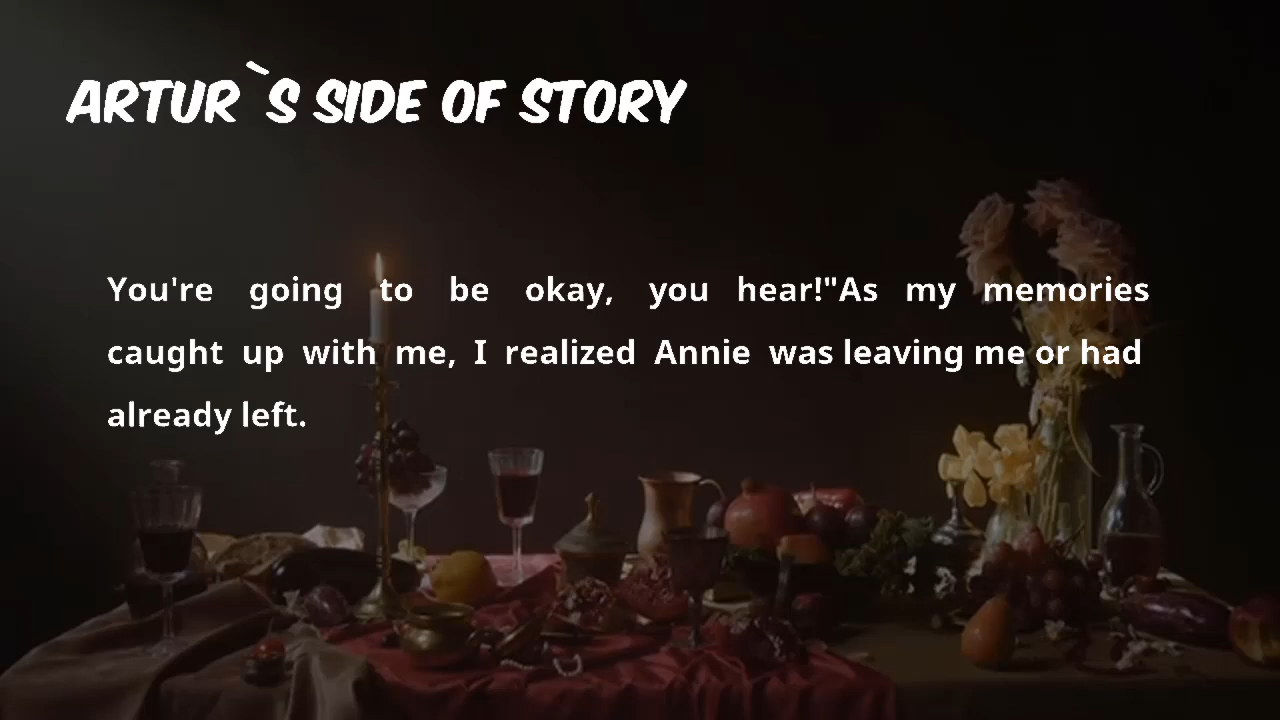 ARTUR`S SIDE OF STORY
You're going to be okay, you hear!"As my memories
caught up with me, I realized Annie was leaving me or had
already left.